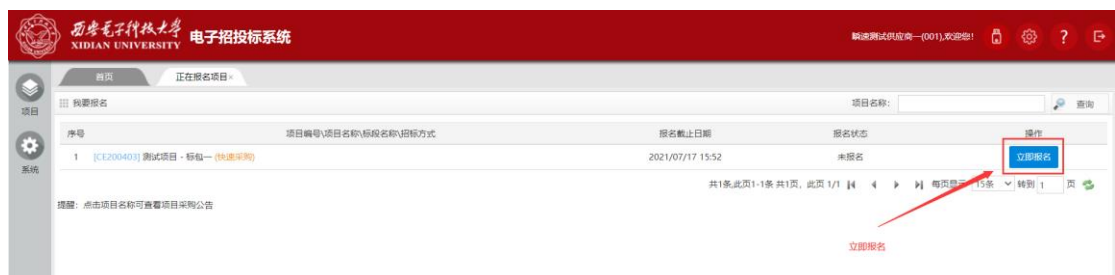 西安电子科技大学
XIDIAN UNIVERSITY
电子招投标系统
瞬速测试供应商—(001),欢迎您!
项目
系统
首页
正在报名项目×
我要报名
项目名称:
查询
序号 项目编号\项目名称\标段名称\招标方式 报名截止日期 报名状态 操作
1 [CE200403] 测试项目 - 标包一 (快速采购) 2021/07/17 15:52 未报名 立即报名
共1条,此页1-1条 共1页, 此页 1/1 每页显示 15条 转到 1 页
提醒：点击项目名称可查看项目采购公告
立即报名